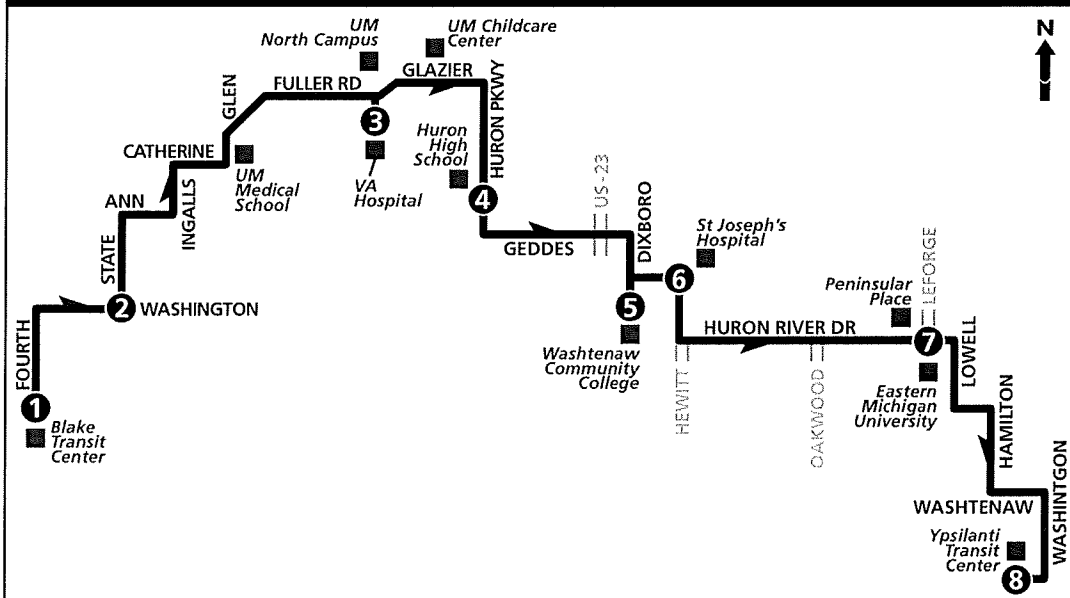 UM
North Campus
UM Childcare
Center
N
GLAZIER
FULLER RD
GLEN
HURON PKWY
3
Huron
High
School
VA
Hospital
CATHERINE
UM
Medical
School
INGALLS
ANN
4
US-23
GEDDES
DIXBORO
St Joseph's
Hospital
6
STATE
2
WASHINGTON
5
Washtenaw
Community
College
Peninsular
Place
LEFORGE
HURON RIVER DR
7
LOWELL
FOURTH
1
Blake
Transit
Center
HEWITT
OAKWOOD
Eastern
Michigan
University
HAMILTON
WASHTENAW
WASHINTGON
Ypsilanti
Transit
Center
8